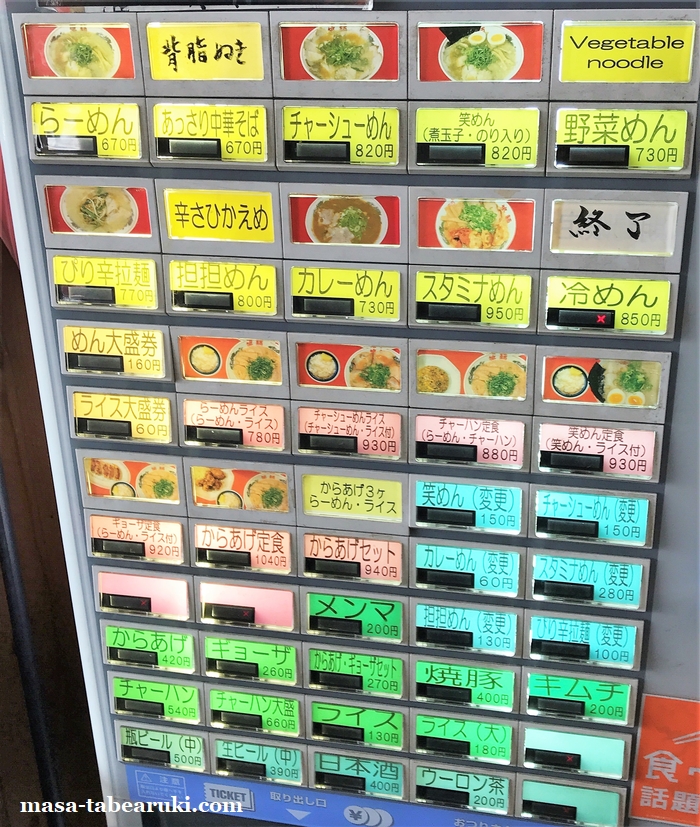 背脂ぬき
Vegetable
noodle
らーめん
670円
あっさり中華そば
670円
チャーシューめん
820円
笑めん
(煮玉子・のり入り)
820円
野菜めん
730円
辛さひかえめ
終了
ぴり辛拉麺
770円
担担めん
800円
カレーめん
730円
スタミナめん
950円
冷めん
850円
めん大盛券
160円
ライス大盛券
60円
らーめんライス
(らーめん・ライス)
780円
チャーシューめんライス
(チャーシューめん・ライス付)
930円
チャーハン定食
(らーめん・チャーハン)
880円
笑めん定食
(笑めん・ライス付)
930円
からあげ3ヶ
らーめん・ライス
笑めん(変更)
150円
チャーシューめん(変更)
150円
ギョーザ定食
(らーめん・ライス付)
920円
からあげ定食
1040円
からあげセット
940円
カレーめん(変更)
60円
スタミナめん(変更)
280円
メンマ
200円
担担めん(変更)
130円
ぴり辛拉麺(変更)
100円
からあげ
420円
ギョーザ
260円
からあげ・ギョーザセット
270円
焼豚
400円
キムチ
200円
チャーハン
540円
チャーハン大盛
660円
ライス
130円
ライス(大)
180円
瓶ビール(中)
500円
生ビール(中)
390円
日本酒
400円
ウーロン茶
200円
注意
TICKET
取り出し口
¥
食
話題
masa-tabearuki.com